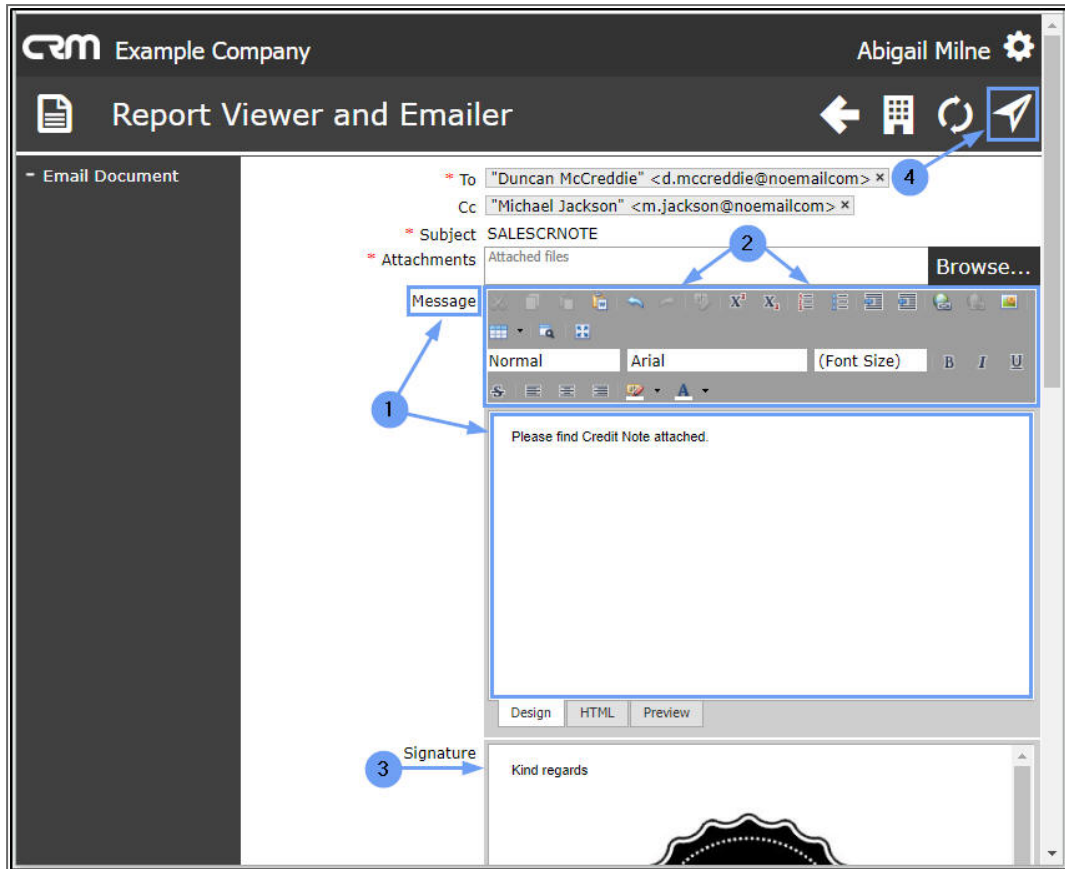 CRM Example Company Abigail Milne
Report Viewer and Emailer
- Email Document
* To "Duncan McCreddie" <d.mccreddie@noemailcom> × 4
Cc "Michael Jackson" <m.jackson@noemailcom> ×
* Subject SALESCRNOTE
2
* Attachments Attached files Browse...
Message X² X₁
Normal Arial (Font Size) B I U
S A
1
Please find Credit Note attached.
Design HTML Preview
Signature
3 Kind regards